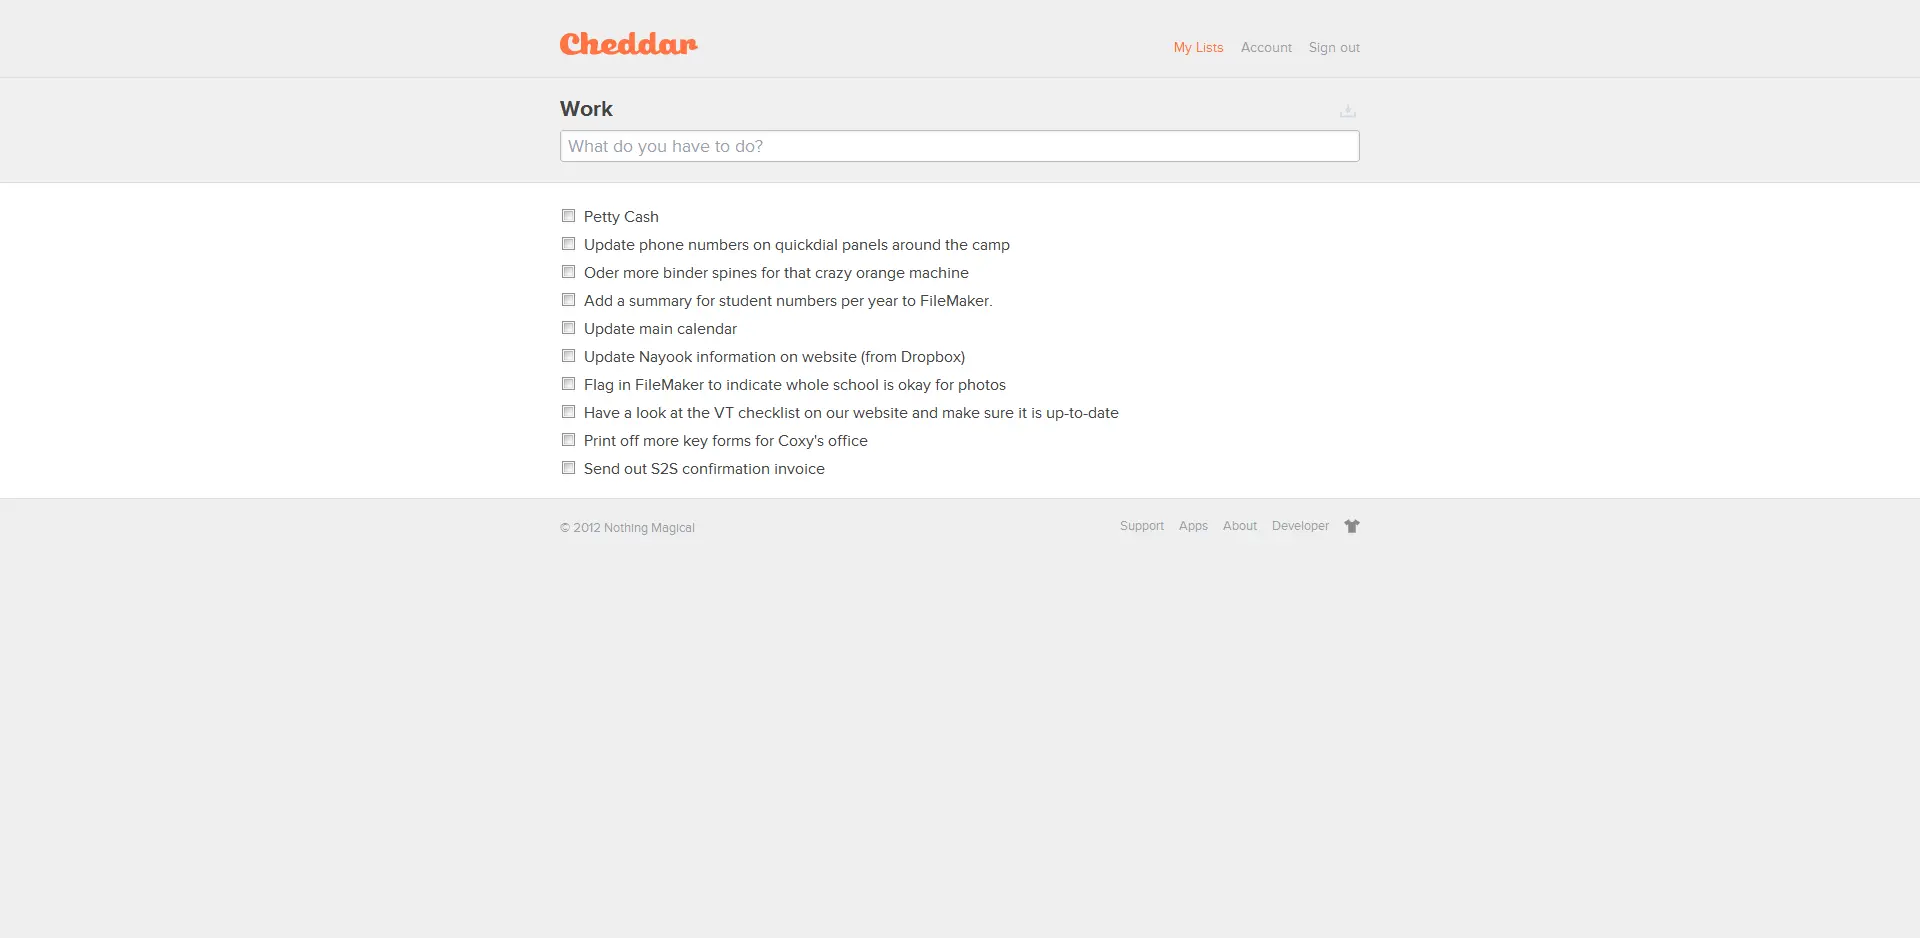 Cheddar
My Lists Account Sign out
Work
What do you have to do?
Petty Cash
Update phone numbers on quickdial panels around the camp
Oder more binder spines for that crazy orange machine
Add a summary for student numbers per year to FileMaker.
Update main calendar
Update Nayook information on website (from Dropbox)
Flag in FileMaker to indicate whole school is okay for photos
Have a look at the VT checklist on our website and make sure it is up-to-date
Print off more key forms for Coxy's office
Send out S2S confirmation invoice
© 2012 Nothing Magical
Support Apps About Developer